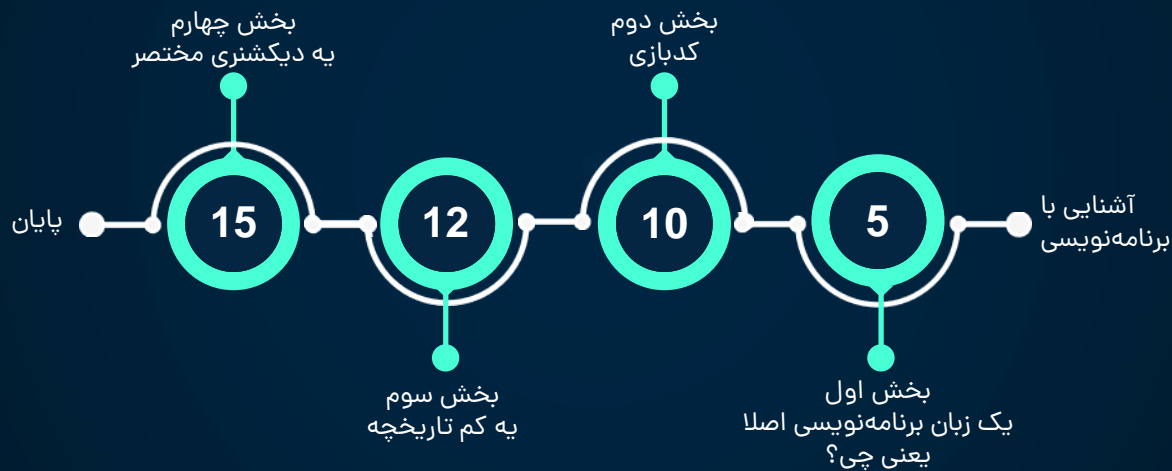 آشنایی با
برنامه‌نویسی
5
بخش اول
یک زبان برنامه‌نویسی اصلا
یعنی چی؟
بخش دوم
کدبازی
10
12
بخش سوم
یه کم تاریخچه
بخش چهارم
یه دیکشنری مختصر
15
پایان